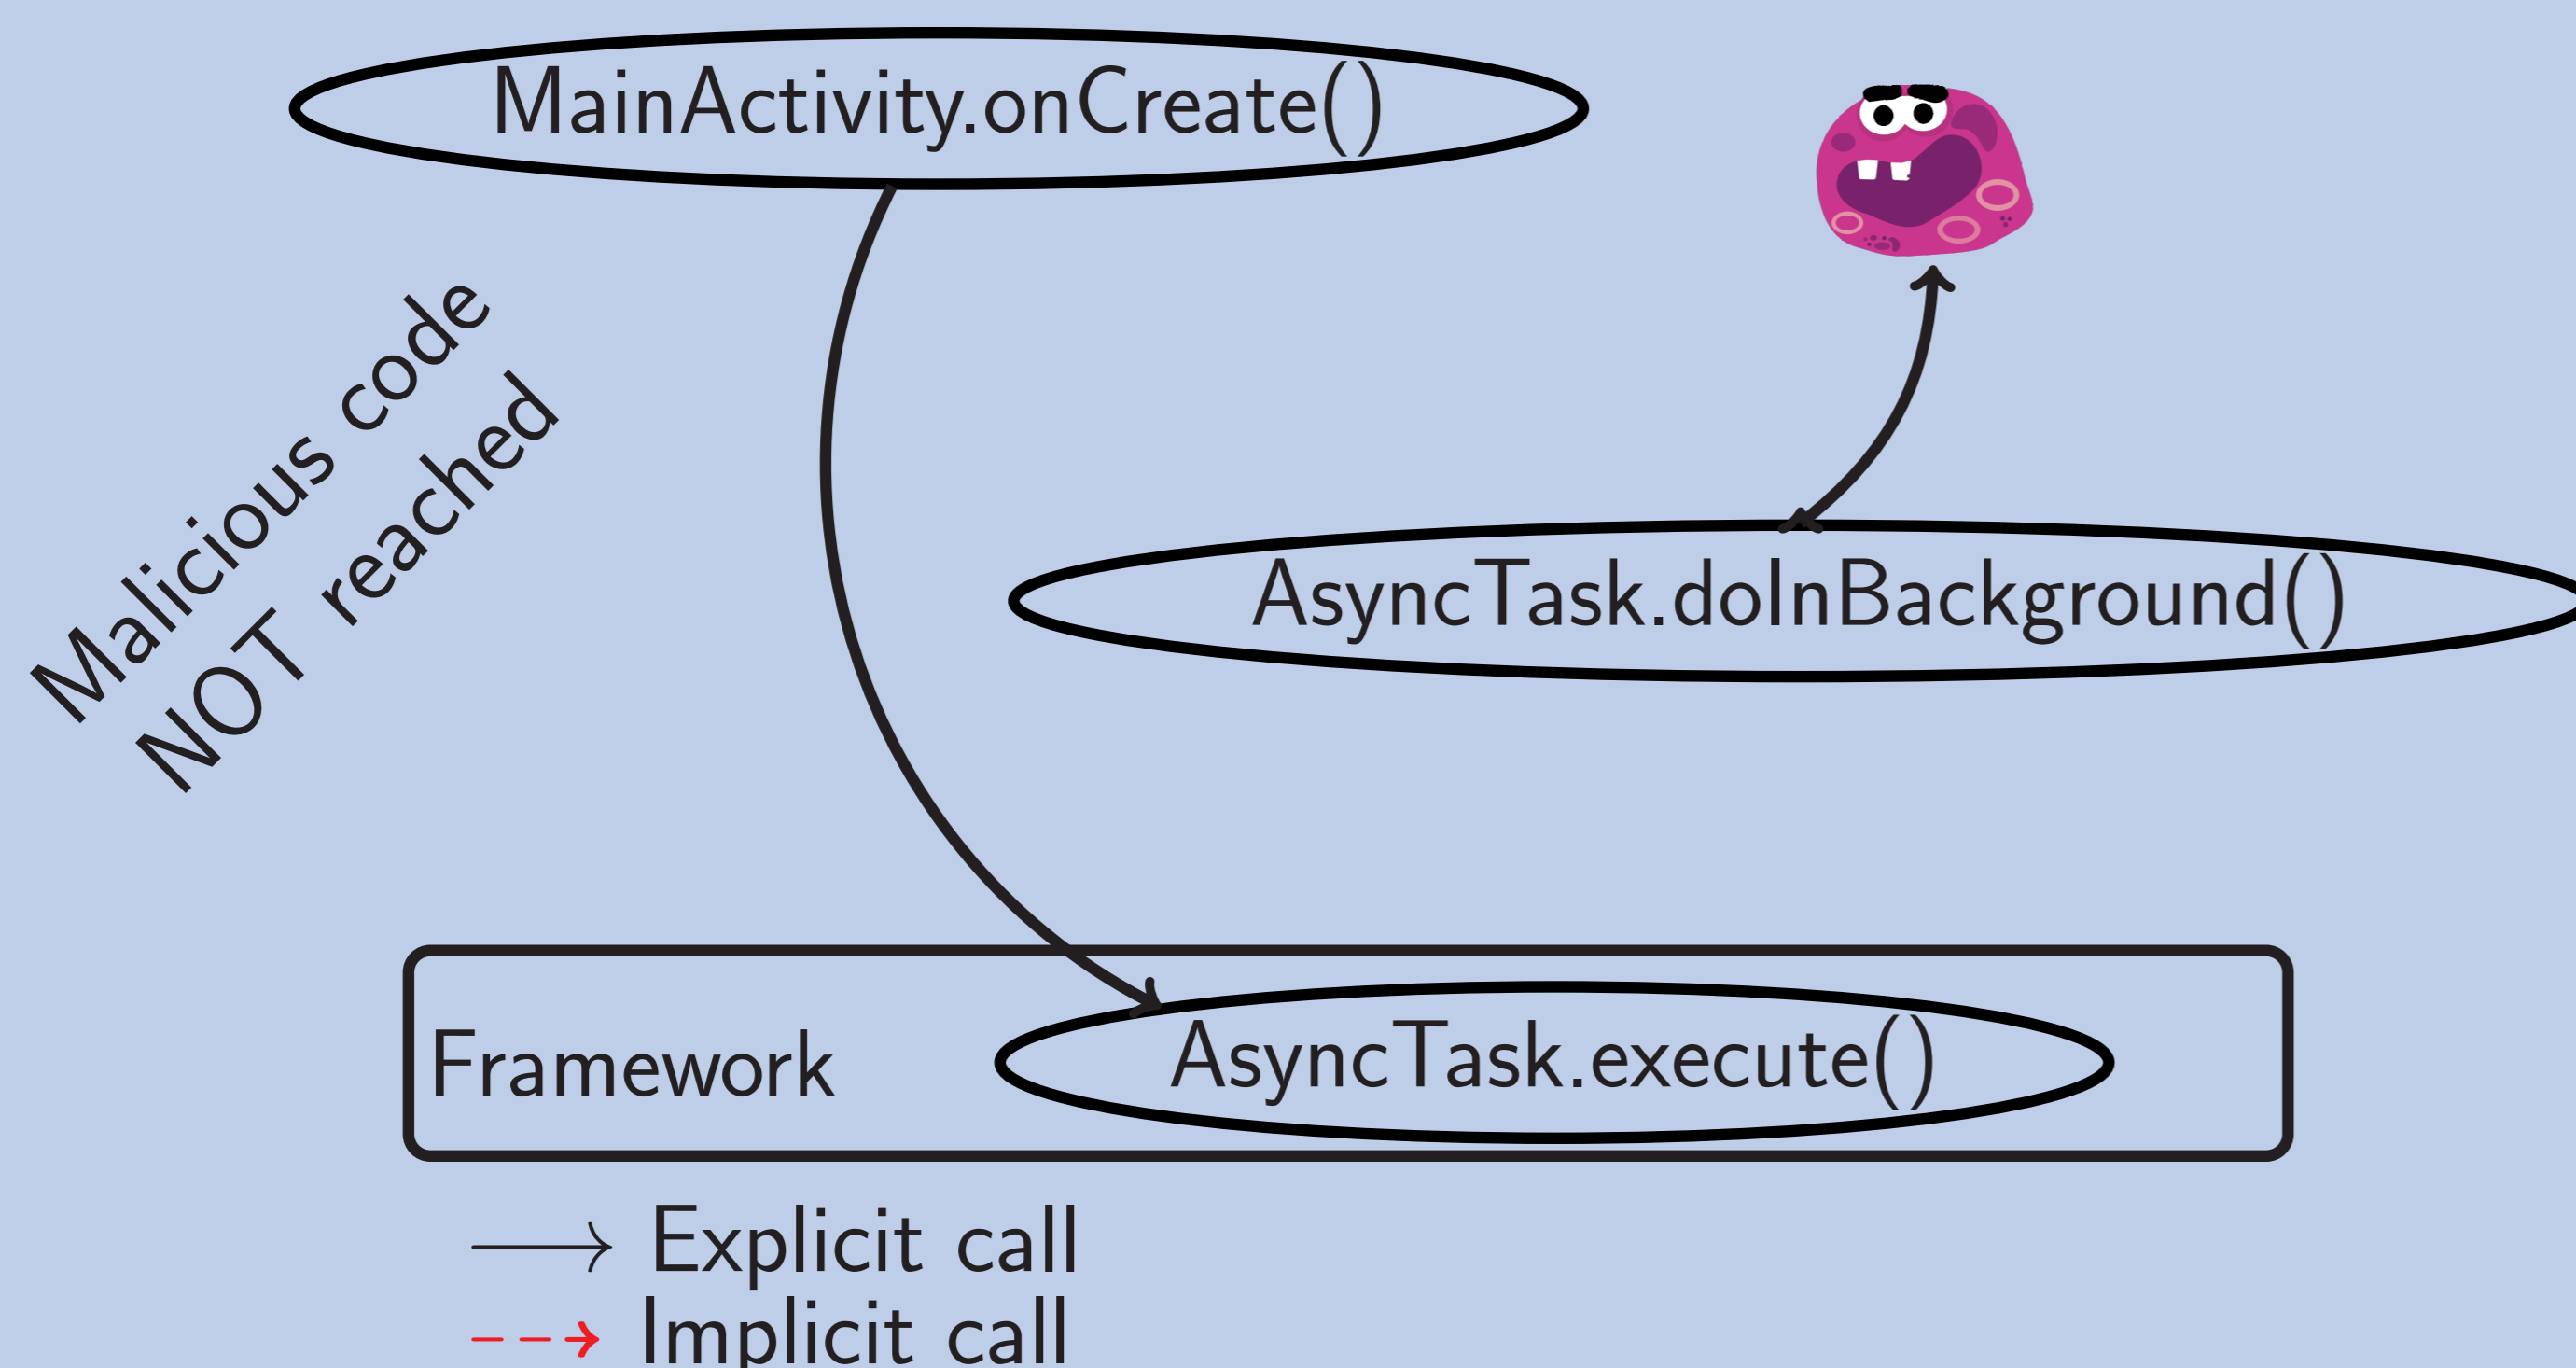 MainActivity.onCreate()
Malicious code
NOT reached
AsyncTask.doInBackground()
Framework
AsyncTask.execute()
Explicit call
Implicit call